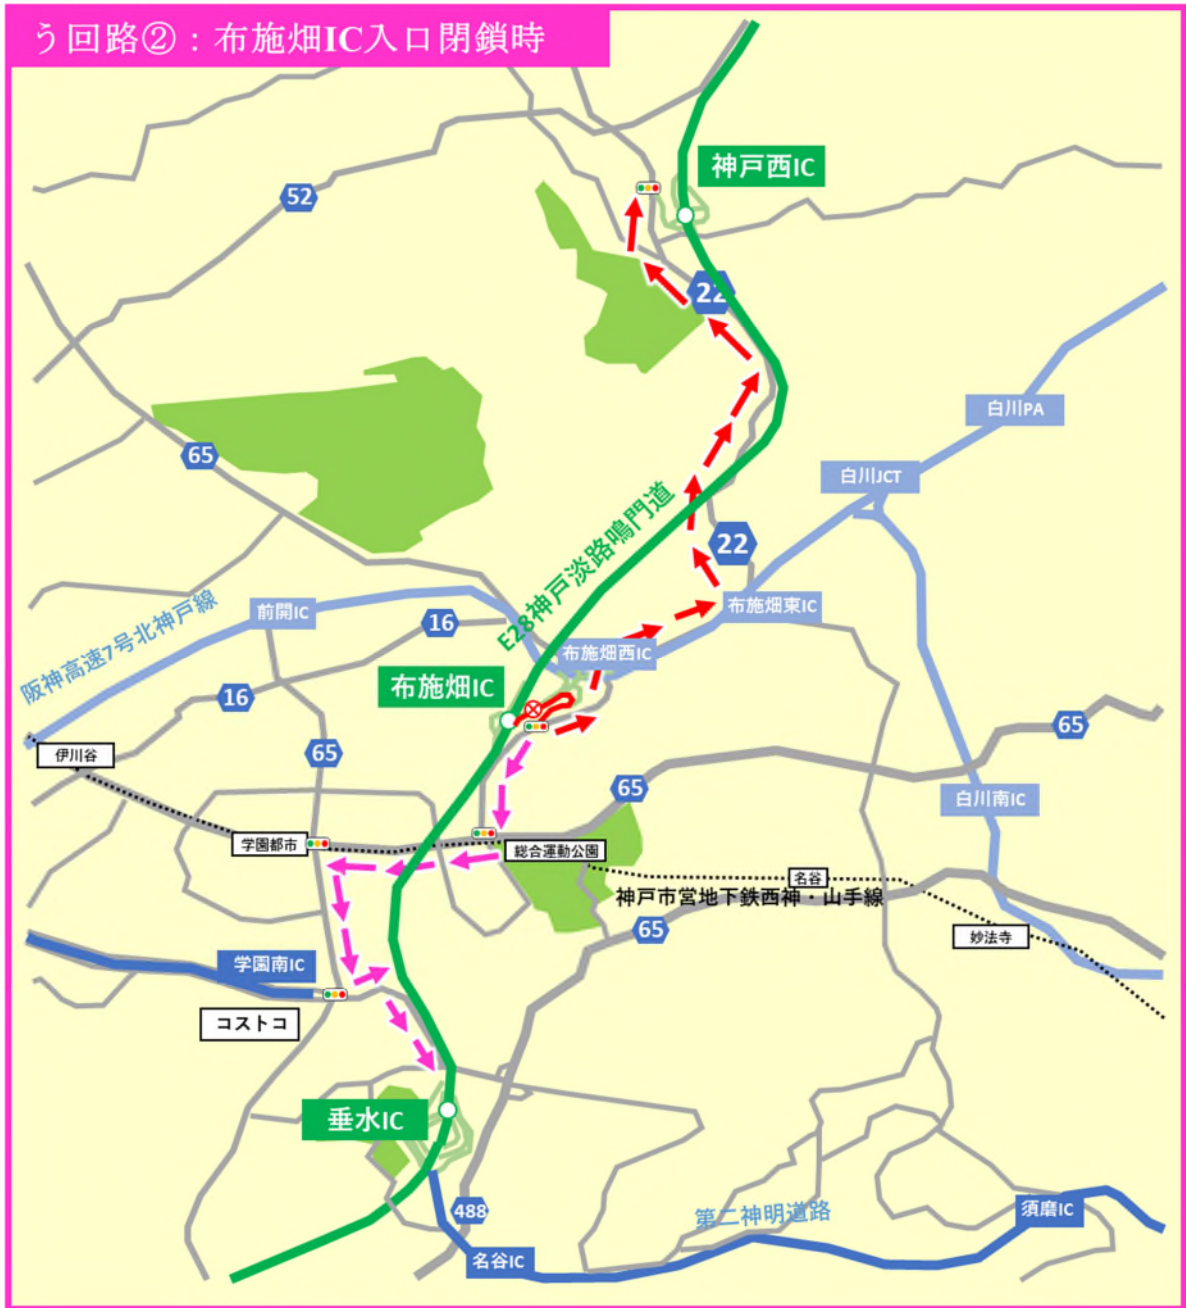 う回路②：布施畑IC入口閉鎖時
神戸西IC
52
22
白川PA
65
白川JCT
E28神戸淡路鳴門道
22
阪神高速7号北神戸線
前開IC
16
布施畑東IC
布施畑西IC
布施畑IC
16
65
65
伊川谷
65
白川南IC
学園都市
総合運動公園
名谷
神戸市営地下鉄西神・山手線
65
妙法寺
学園南IC
コストコ
垂水IC
488
第二神明道路
須磨IC
名谷IC